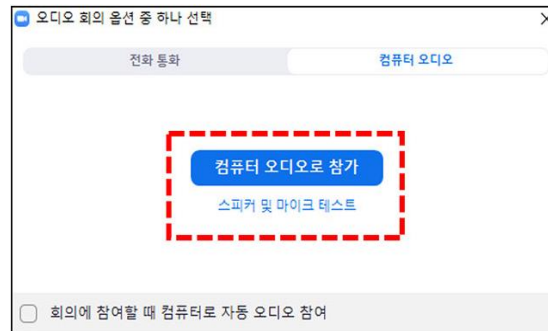 오디오 회의 옵션 중 하나 선택
전화 통화
컴퓨터 오디오
컴퓨터 오디오로 참가
스피커 및 마이크 테스트
회의에 참여할 때 컴퓨터로 자동 오디오 참여